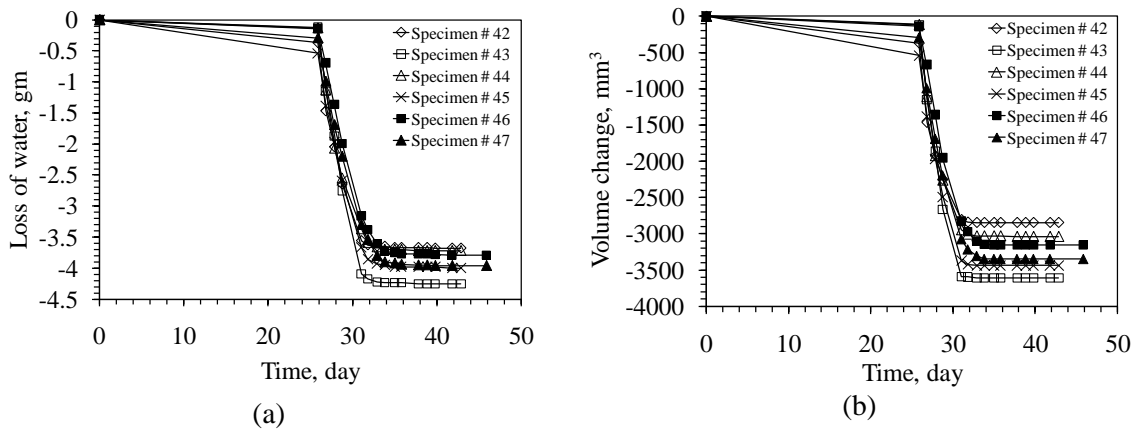 0
-0.5
-1
-1.5
-2
-2.5
-3
-3.5
-4
-4.5
Loss of water, gm
Specimen # 42
Specimen # 43
Specimen # 44
Specimen # 45
Specimen # 46
Specimen # 47
0 10 20 30 40 50
Time, day
(a)
0
-500
-1000
-1500
-2000
-2500
-3000
-3500
-4000
Volume change, mm³
Specimen # 42
Specimen # 43
Specimen # 44
Specimen # 45
Specimen # 46
Specimen # 47
0 10 20 30 40 50
Time, day
(b)